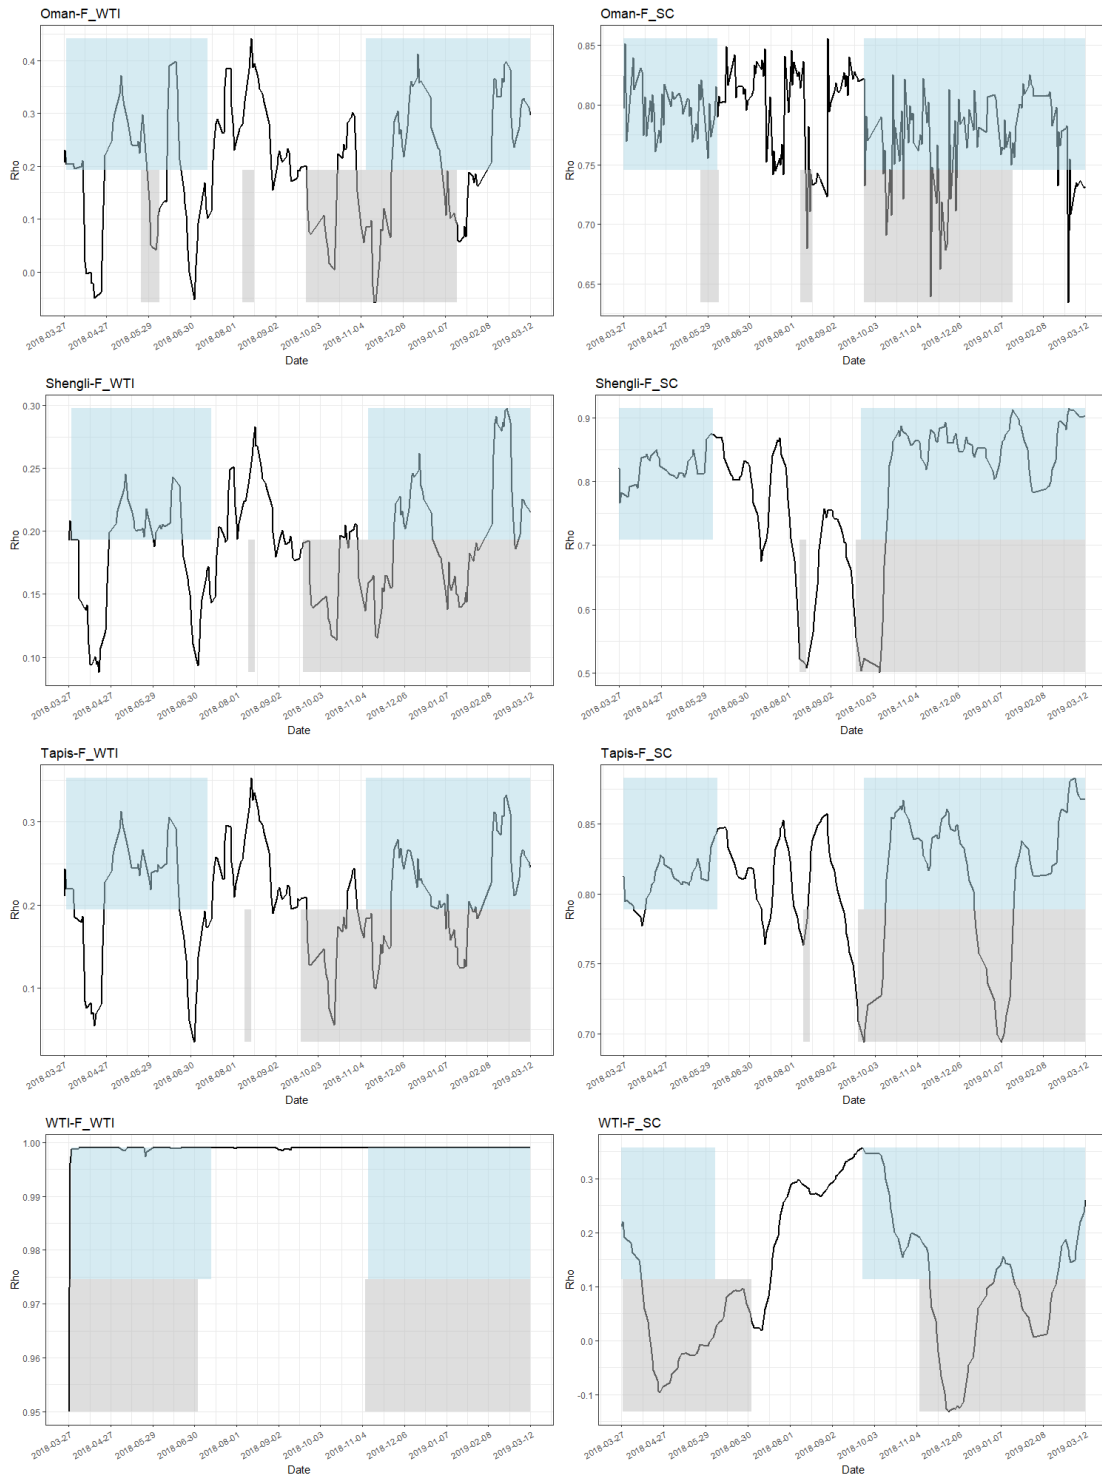 Oman-F_WTI
0.4
0.3
0.2
0.1
0.0
Rho
2018-03-27 2018-04-27 2018-05-29 2018-06-30 2018-08-01 2018-09-02 2018-10-03 2018-11-04 2018-12-06 2019-01-07 2019-02-08 2019-03-12
Date
Oman-F_SC
0.85
0.80
0.75
0.70
0.65
Rho
2018-03-27 2018-04-27 2018-05-29 2018-06-30 2018-08-01 2018-09-02 2018-10-03 2018-11-04 2018-12-06 2019-01-07 2019-02-08 2019-03-12
Date
Shengli-F_WTI
0.30
0.25
0.20
0.15
0.10
Rho
2018-03-27 2018-04-27 2018-05-29 2018-06-30 2018-08-01 2018-09-02 2018-10-03 2018-11-04 2018-12-06 2019-01-07 2019-02-08 2019-03-12
Date
Shengli-F_SC
0.9
0.8
0.7
0.6
0.5
Rho
2018-03-27 2018-04-27 2018-05-29 2018-06-30 2018-08-01 2018-09-02 2018-10-03 2018-11-04 2018-12-06 2019-01-07 2019-02-08 2019-03-12
Date
Tapis-F_WTI
0.3
0.2
0.1
Rho
2018-03-27 2018-04-27 2018-05-29 2018-06-30 2018-08-01 2018-09-02 2018-10-03 2018-11-04 2018-12-06 2019-01-07 2019-02-08 2019-03-12
Date
Tapis-F_SC
0.85
0.80
0.75
0.70
Rho
2018-03-27 2018-04-27 2018-05-29 2018-06-30 2018-08-01 2018-09-02 2018-10-03 2018-11-04 2018-12-06 2019-01-07 2019-02-08 2019-03-12
Date
WTI-F_WTI
1.00
0.99
0.98
0.97
0.96
0.95
Rho
2018-03-27 2018-04-27 2018-05-29 2018-06-30 2018-08-01 2018-09-02 2018-10-03 2018-11-04 2018-12-06 2019-01-07 2019-02-08 2019-03-12
Date
WTI-F_SC
0.3
0.2
0.1
0.0
-0.1
Rho
2018-03-27 2018-04-27 2018-05-29 2018-06-30 2018-08-01 2018-09-02 2018-10-03 2018-11-04 2018-12-06 2019-01-07 2019-02-08 2019-03-12
Date